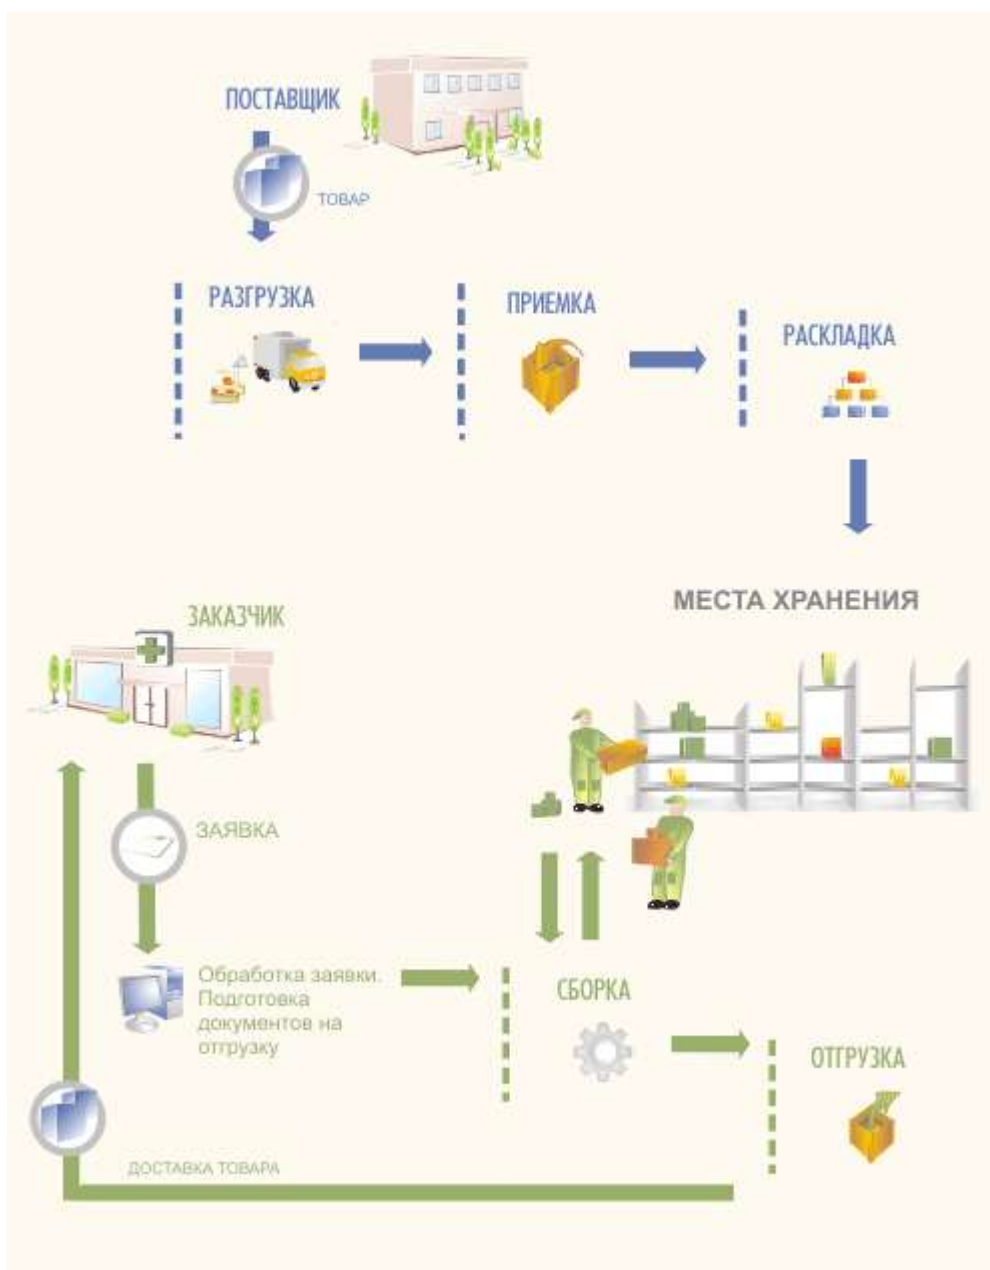 ПОСТАВЩИК
ТОВАР
РАЗГРУЗКА
ПРИЕМКА
РАСКЛАДКА
МЕСТА ХРАНЕНИЯ
ЗАКАЗЧИК
ЗАЯВКА
Обработка заявки.
Подготовка
документов на
отгрузку
СБОРКА
ОТГРУЗКА
ДОСТАВКА ТОВАРА